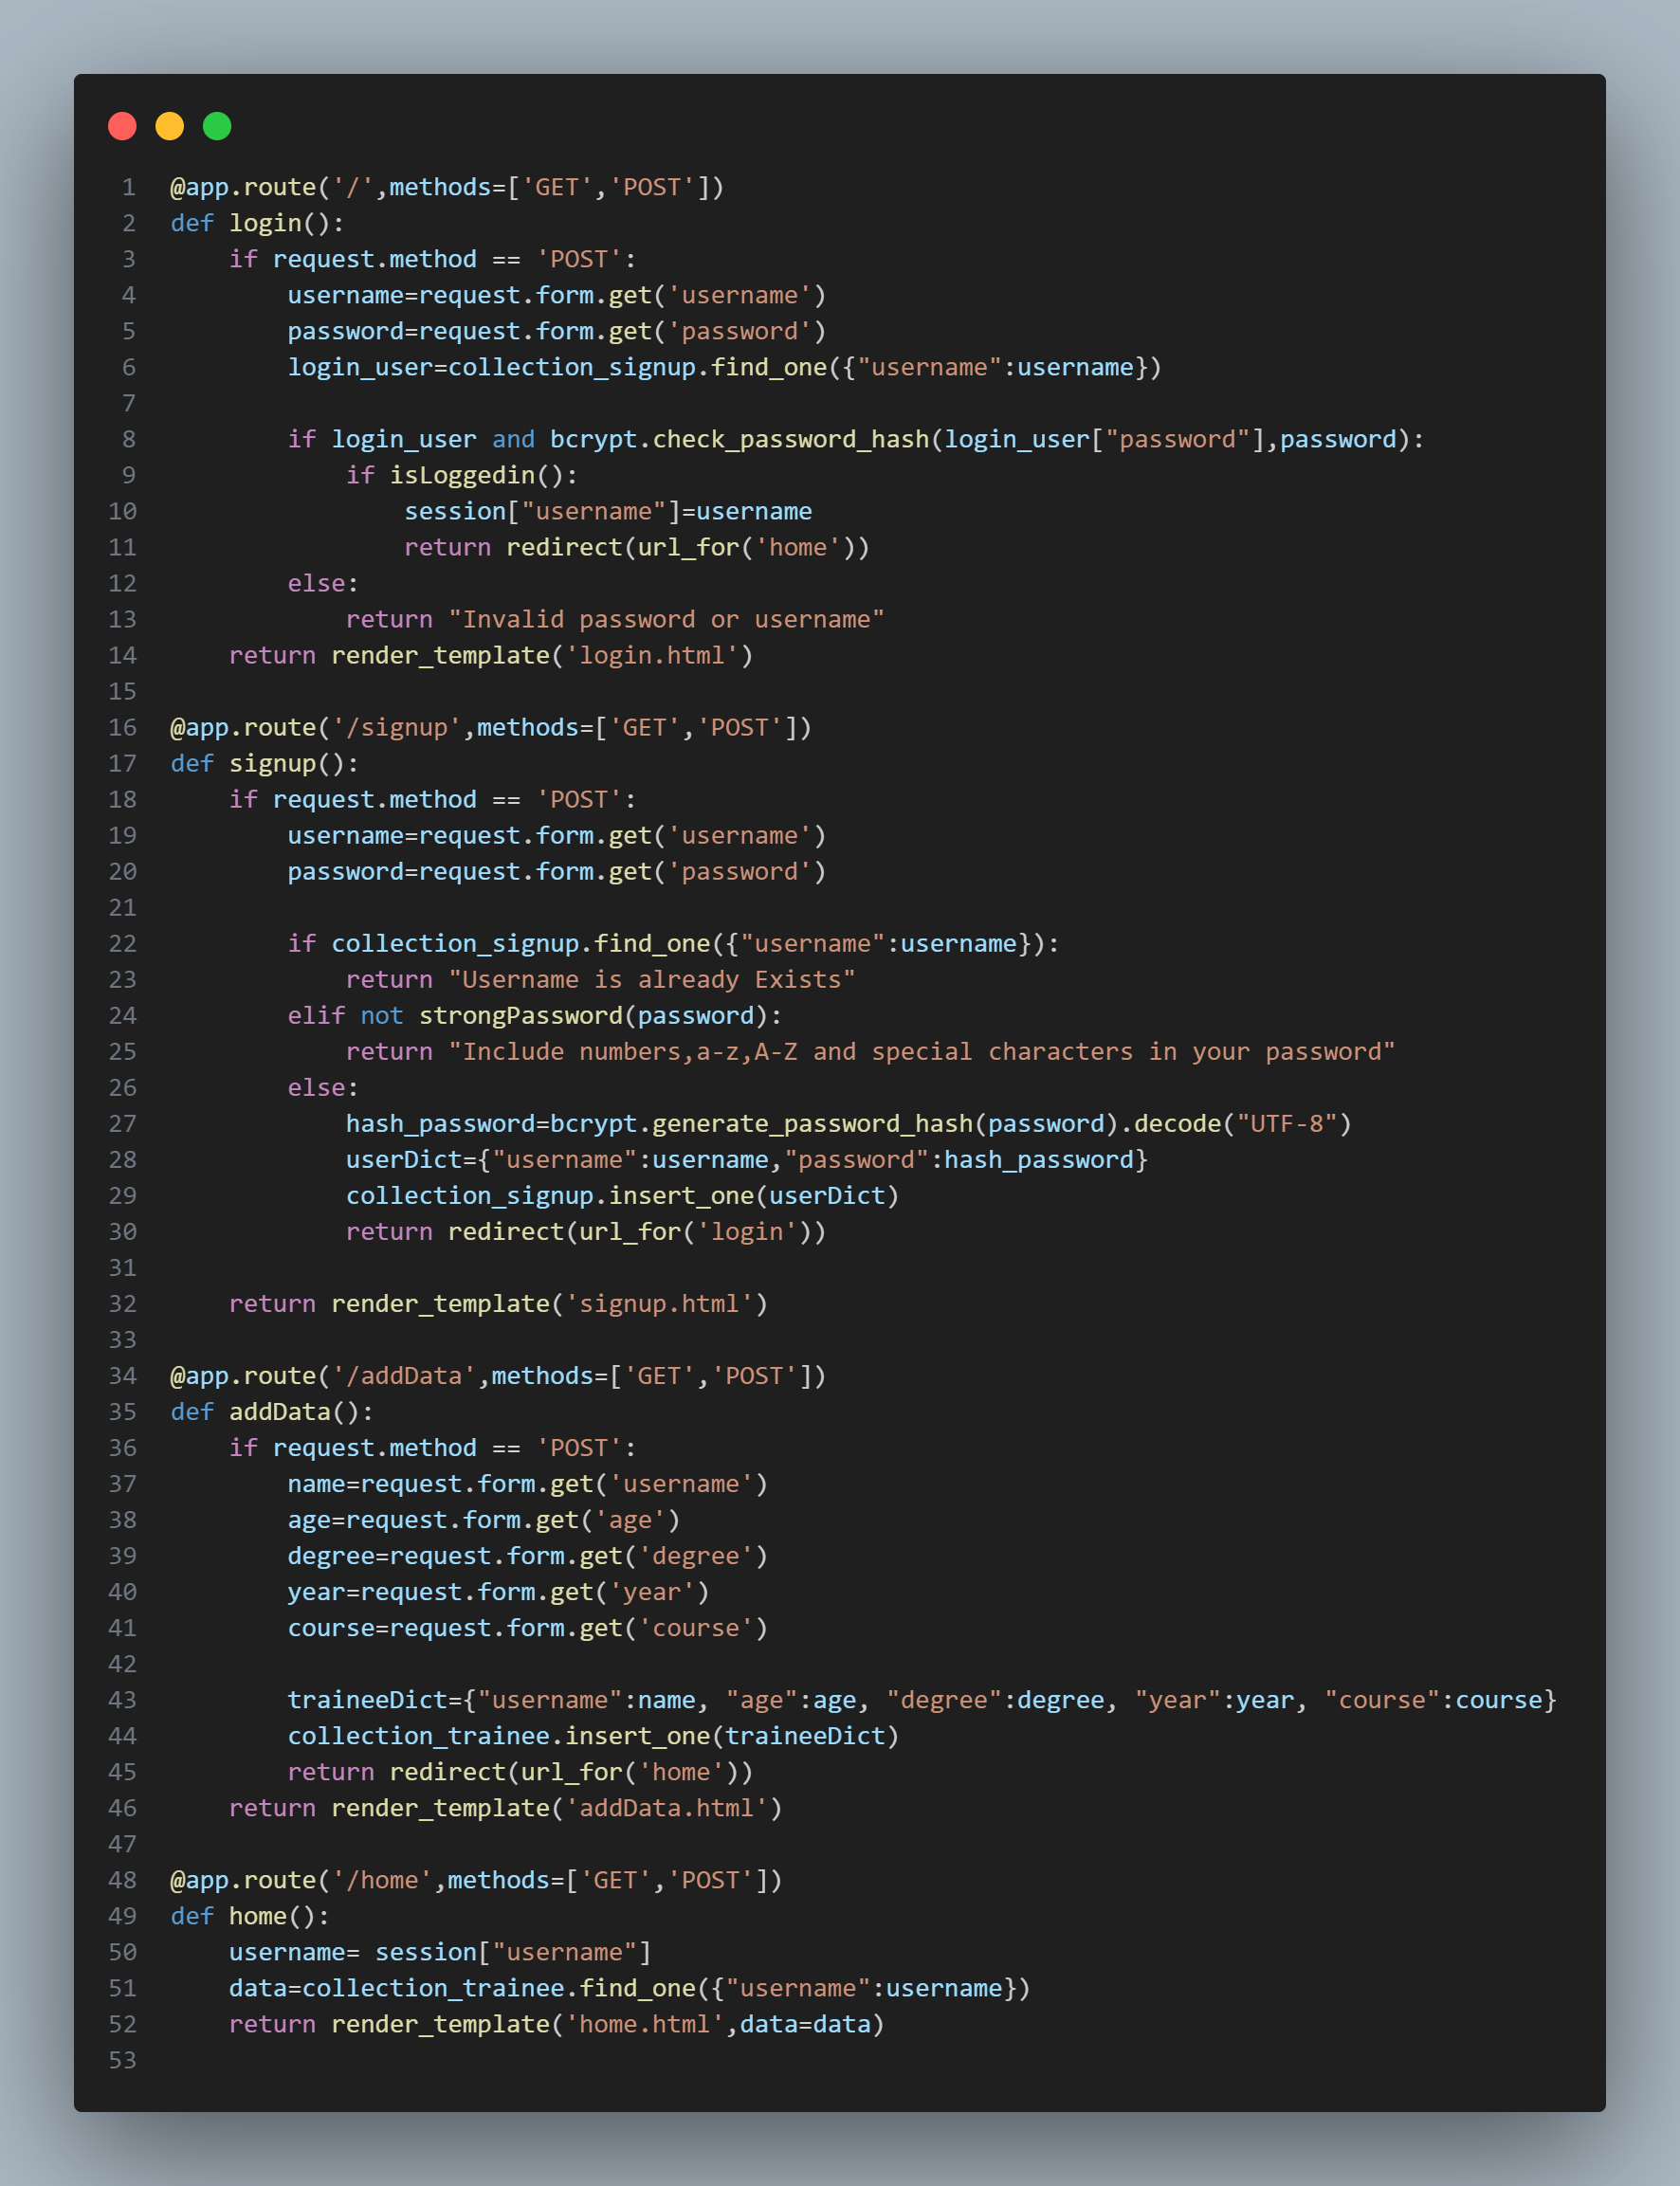 1 @app.route('/',methods=['GET','POST'])
2 def login():
3     if request.method == 'POST':
4         username=request.form.get('username')
5         password=request.form.get('password')
6         login_user=collection_signup.find_one({"username":username})
7
8         if login_user and bcrypt.check_password_hash(login_user["password"],password):
9             if isLoggedin():
10                 session["username"]=username
11                 return redirect(url_for('home'))
12         else:
13             return "Invalid password or username"
14     return render_template('login.html')
15
16 @app.route('/signup',methods=['GET','POST'])
17 def signup():
18     if request.method == 'POST':
19         username=request.form.get('username')
20         password=request.form.get('password')
21
22         if collection_signup.find_one({"username":username}):
23             return "Username is already Exists"
24         elif not strongPassword(password):
25             return "Include numbers,a-z,A-Z and special characters in your password"
26         else:
27             hash_password=bcrypt.generate_password_hash(password).decode("UTF-8")
28             userDict={"username":username,"password":hash_password}
29             collection_signup.insert_one(userDict)
30             return redirect(url_for('login'))
31
32     return render_template('signup.html')
33
34 @app.route('/addData',methods=['GET','POST'])
35 def addData():
36     if request.method == 'POST':
37         name=request.form.get('username')
38         age=request.form.get('age')
39         degree=request.form.get('degree')
40         year=request.form.get('year')
41         course=request.form.get('course')
42
43         traineeDict={"username":name, "age":age, "degree":degree, "year":year, "course":course}
44         collection_trainee.insert_one(traineeDict)
45         return redirect(url_for('home'))
46     return render_template('addData.html')
47
48 @app.route('/home',methods=['GET','POST'])
49 def home():
50     username= session["username"]
51     data=collection_trainee.find_one({"username":username})
52     return render_template('home.html',data=data)
53